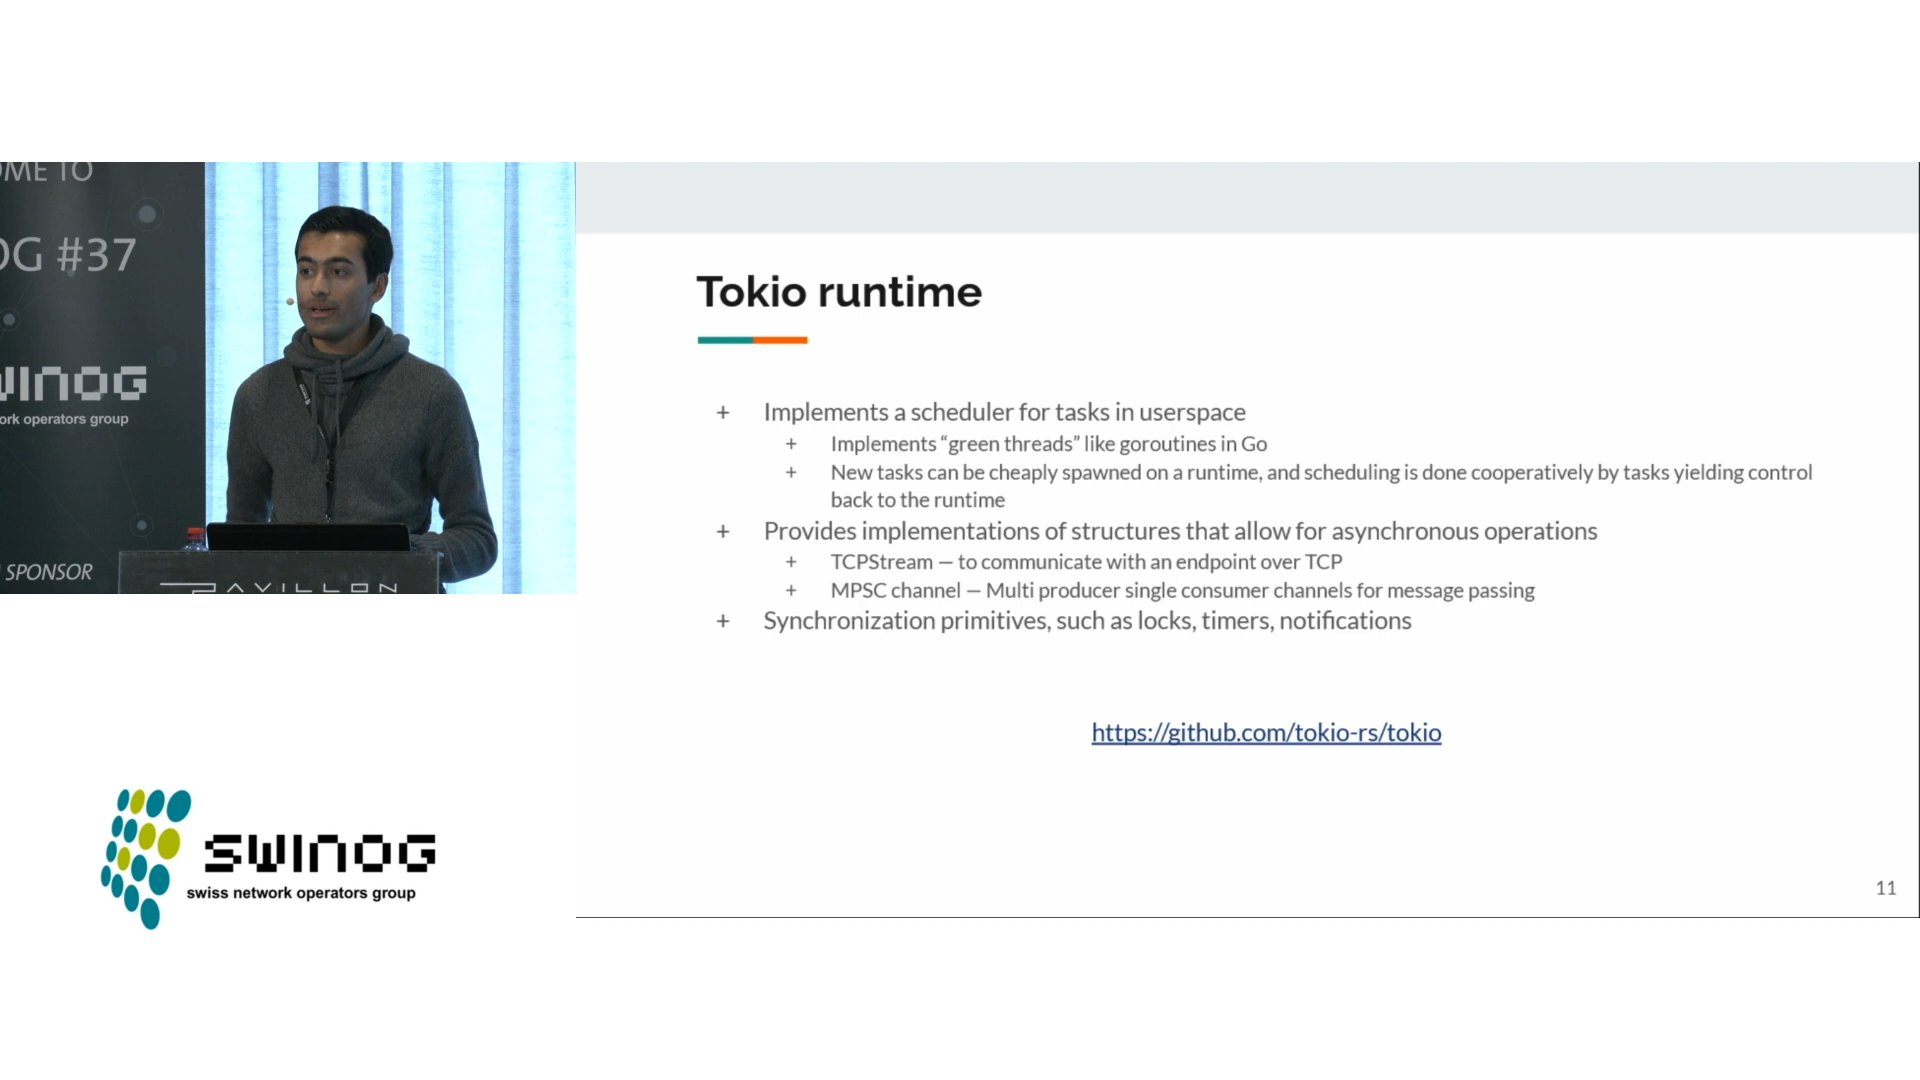 OME TO
OG #37
WINOG
ork operators group
SPONSOR
PAVILLON
swinog
swiss network operators group
Tokio runtime
+ Implements a scheduler for tasks in userspace
+ Implements “green threads” like goroutines in Go
+ New tasks can be cheaply spawned on a runtime, and scheduling is done cooperatively by tasks yielding control
back to the runtime
+ Provides implementations of structures that allow for asynchronous operations
+ TCPStream — to communicate with an endpoint over TCP
+ MPSC channel — Multi producer single consumer channels for message passing
+ Synchronization primitives, such as locks, timers, notifications
https://github.com/tokio-rs/tokio
11